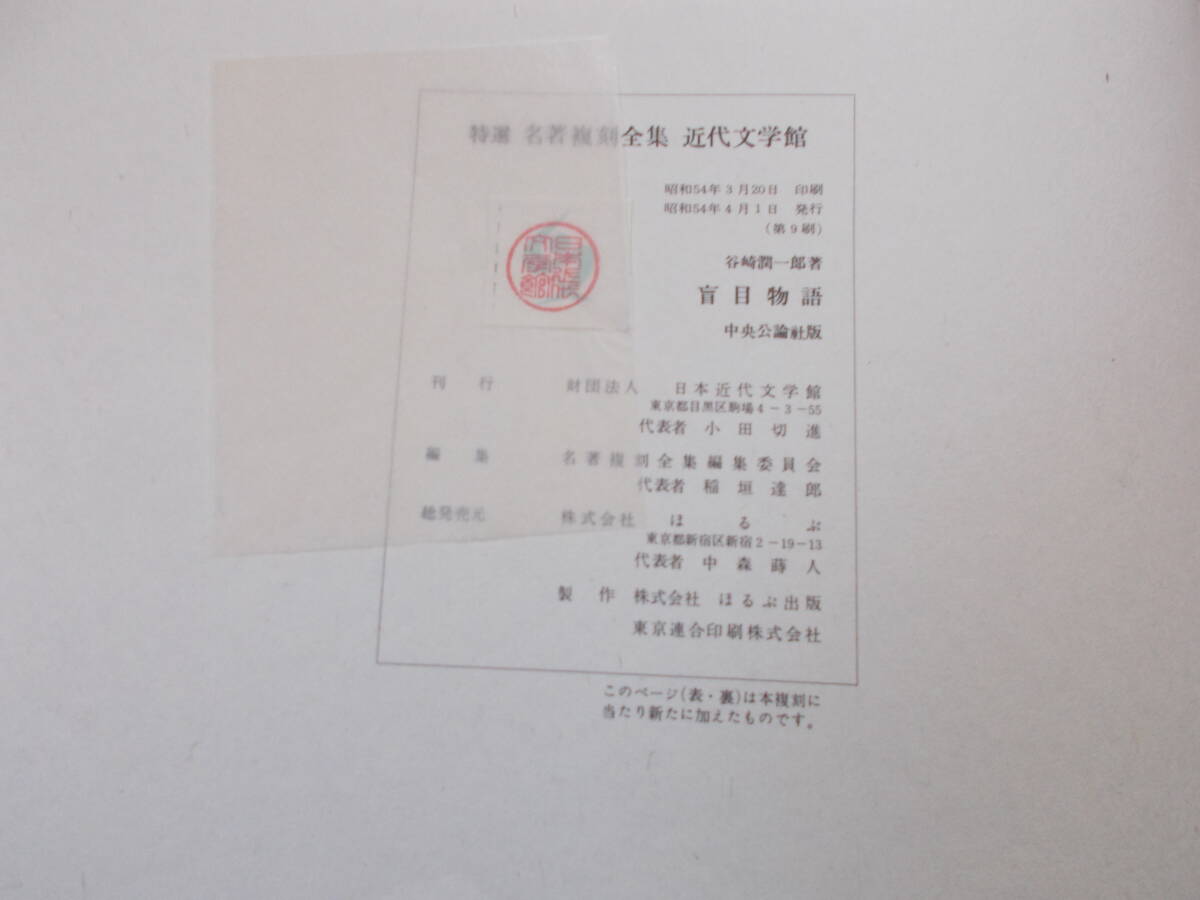 特選 名著複刻全集 近代文学館
昭和54年3月20日 印刷
昭和54年4月1日 発行
(第9刷)
谷崎潤一郎著
盲目物語
中央公論社版
刊行 財団法人 日本近代文学館
東京都目黒区駒場4-3-55
代表者 小田切進
編集 名著複刻全集編集委員会
代表者 稲垣達郎
総発売元 株式会社 ほるぷ
東京都新宿区新宿2-19-13
代表者 中森蒔人
製作 株式会社 ほるぷ出版
東京連合印刷株式会社
このページ(表・裏)は本複刻に
当たり新たに加えたものです。